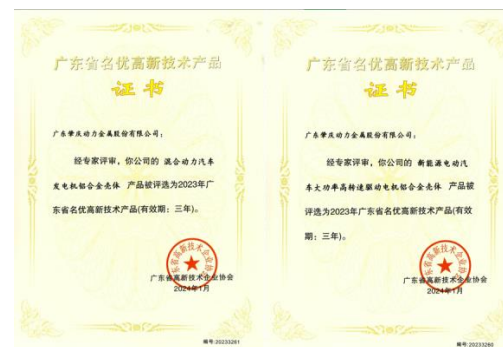 广东省名优高新技术产品
证书
广东肇庆动力金属股份有限公司:
经专家评审,你公司的 混合动力汽车
发电机铝合金壳体 产品被评选为2023年广
东省名优高新技术产品(有效期:三年)。
广东省高新技术企业协会
2024年1月
编号:20233261
广东省名优高新技术产品
证书
广东肇庆动力金属股份有限公司:
经专家评审,你公司的 新能源电动汽
车大功率高转速驱动电机铝合金壳体 产品被
评选为2023年广东省名优高新技术产品(有效
期:三年)。
广东省高新技术企业协会
2024年1月
编号:20233260